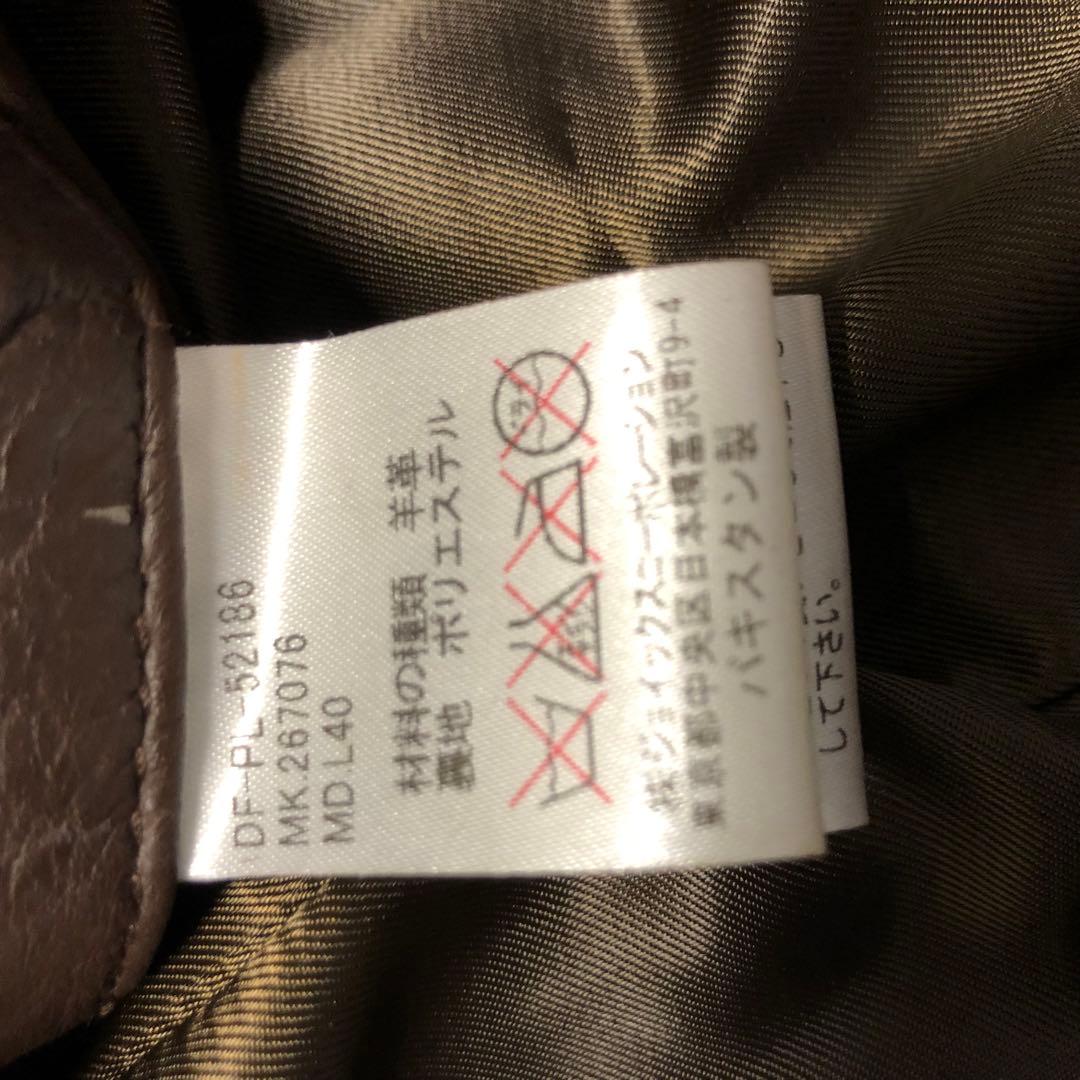 DF-PL-52186
MK.267076
MD.L40
材料の種類 羊革
裏地 ポリエステル
ドライ
㈱ジョイックスコーポレーション
東京都中央区日本橋富沢町9-4
パキスタン製
して下さい。